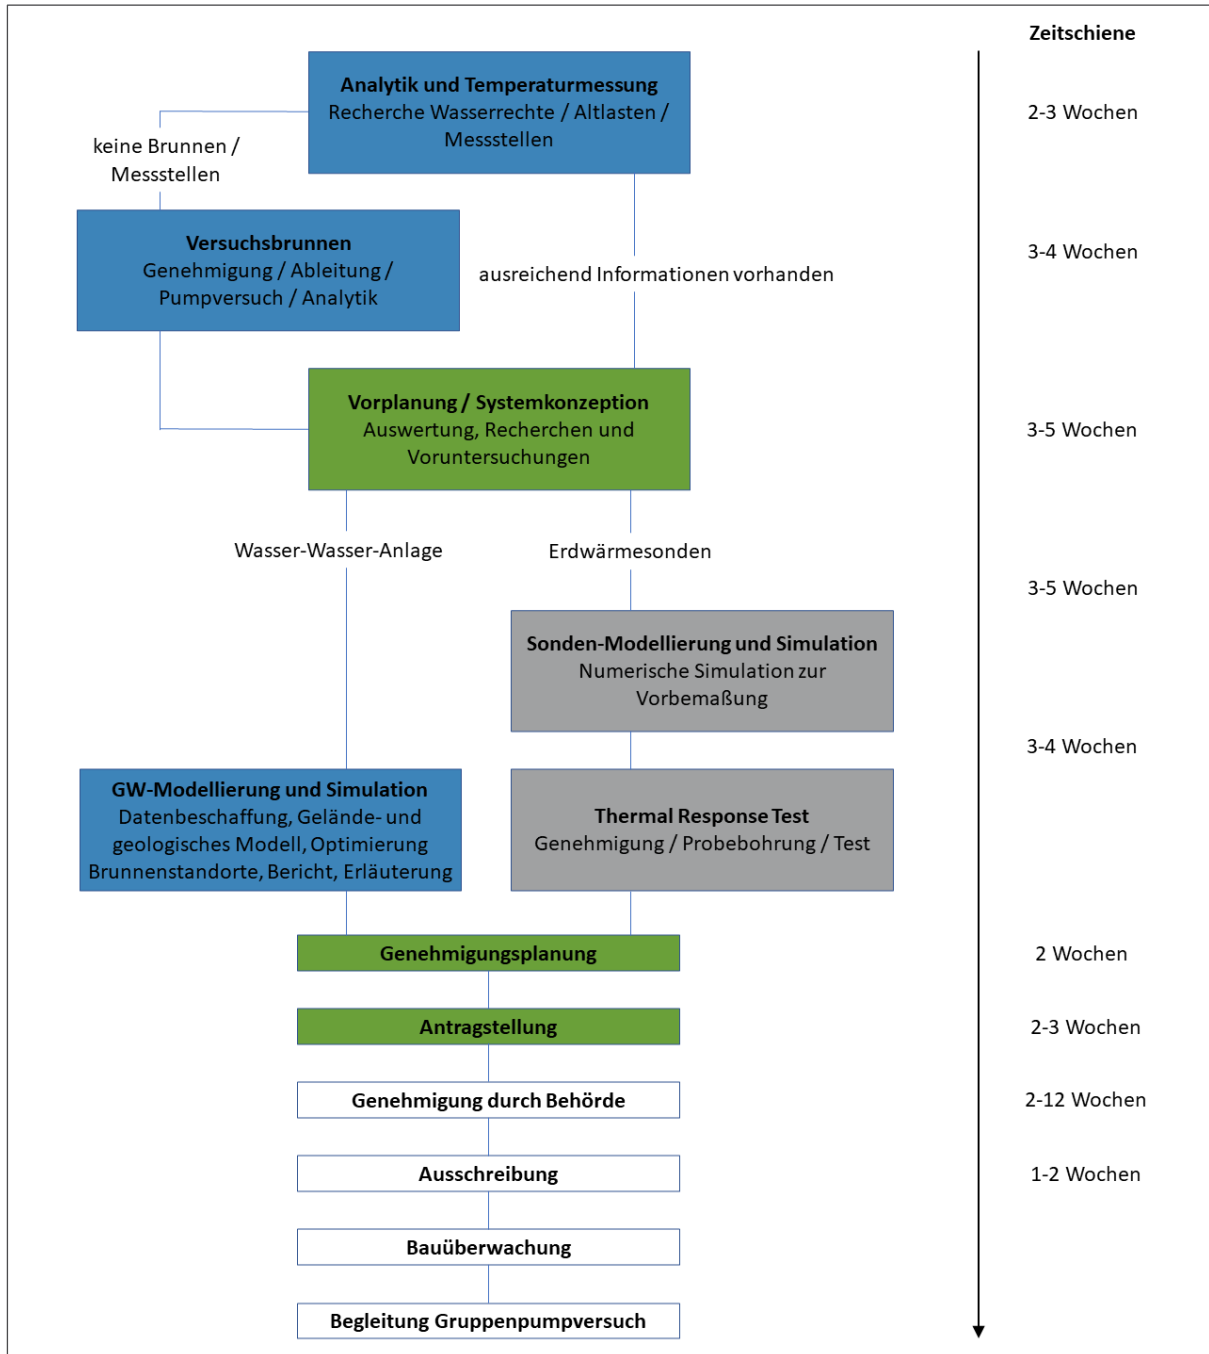 Zeitschiene
Analytik und Temperaturmessung
Recherche Wasserrechte / Altlasten /
Messstellen
2-3 Wochen
keine Brunnen /
Messstellen
Versuchsbrunnen
Genehmigung / Ableitung /
Pumpversuch / Analytik
ausreichend Informationen vorhanden
3-4 Wochen
Vorplanung / Systemkonzeption
Auswertung, Recherchen und
Voruntersuchungen
3-5 Wochen
Wasser-Wasser-Anlage
Erdwärmesonden
3-5 Wochen
Sonden-Modellierung und Simulation
Numerische Simulation zur
Vorbemaßung
3-4 Wochen
GW-Modellierung und Simulation
Datenbeschaffung, Gelände- und
geologisches Modell, Optimierung
Brunnenstandorte, Bericht, Erläuterung
Thermal Response Test
Genehmigung / Probebohrung / Test
Genehmigungsplanung
2 Wochen
Antragstellung
2-3 Wochen
Genehmigung durch Behörde
2-12 Wochen
Ausschreibung
1-2 Wochen
Bauüberwachung
Begleitung Gruppenpumpversuch